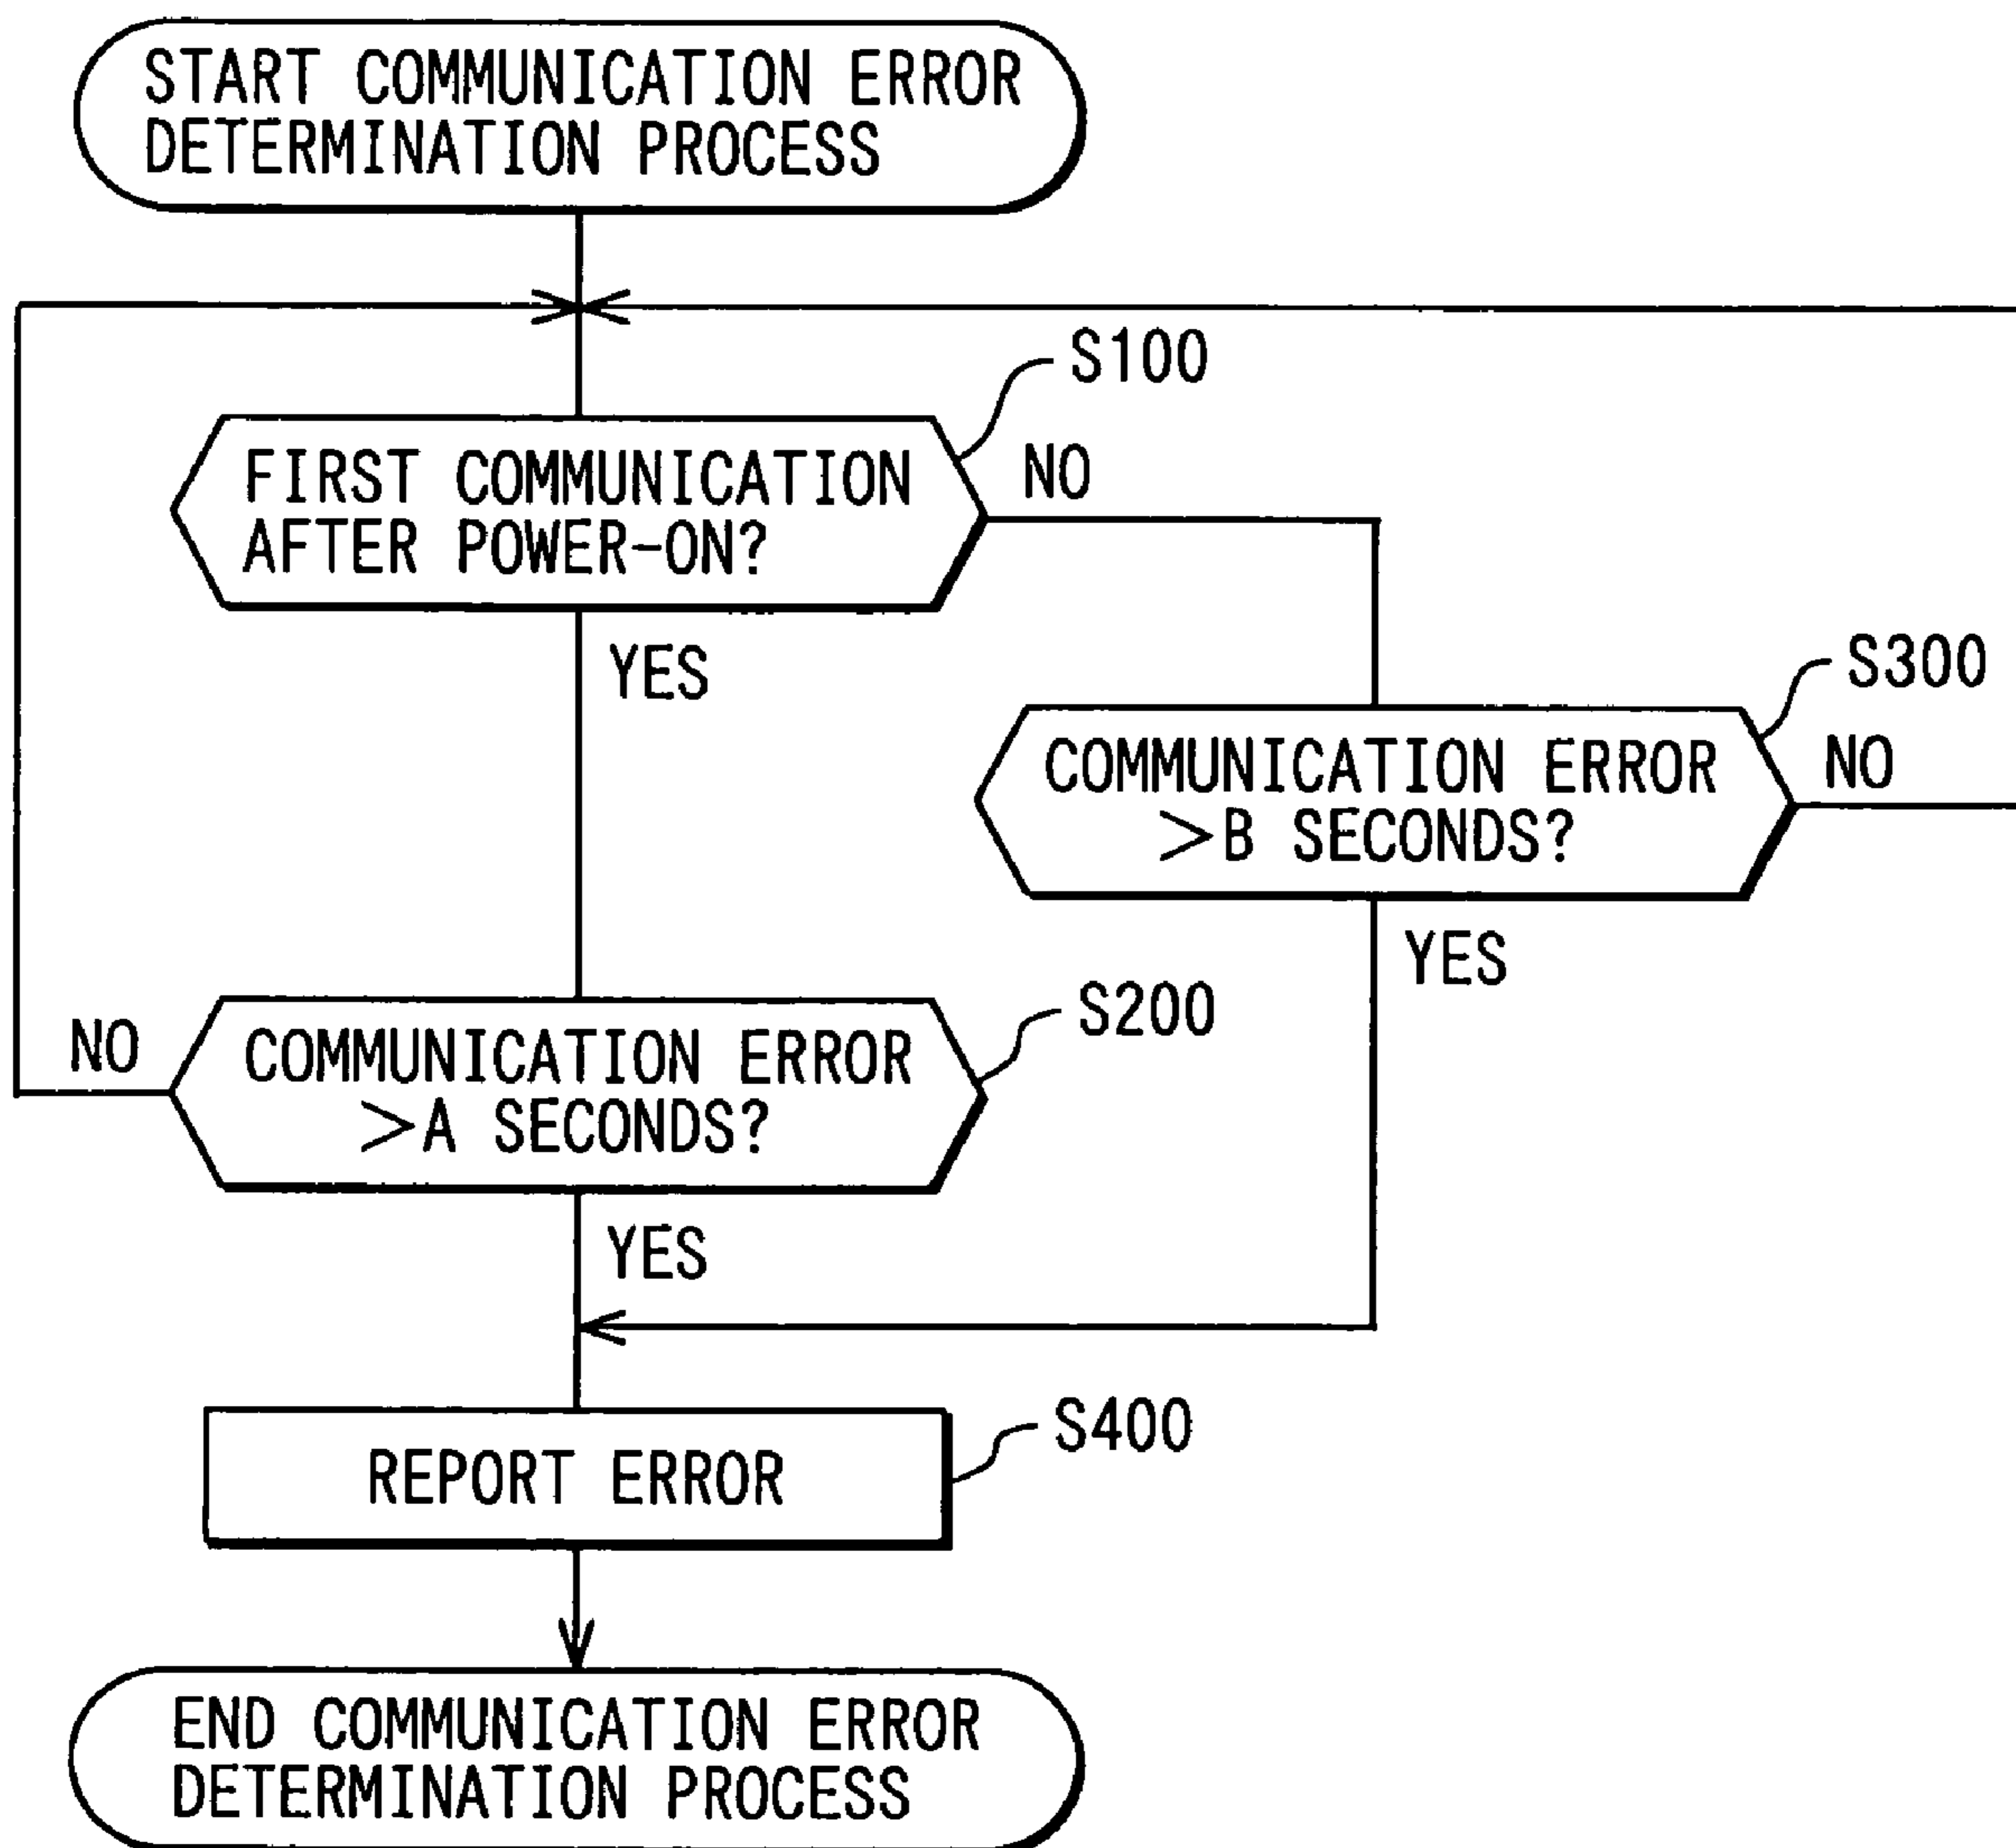 START COMMUNICATION ERROR
DETERMINATION PROCESS
S100
FIRST COMMUNICATION
AFTER POWER-ON?
NO
YES
S300
COMMUNICATION ERROR
>B SECONDS?
NO
YES
S200
NO
COMMUNICATION ERROR
>A SECONDS?
YES
S400
REPORT ERROR
END COMMUNICATION ERROR
DETERMINATION PROCESS